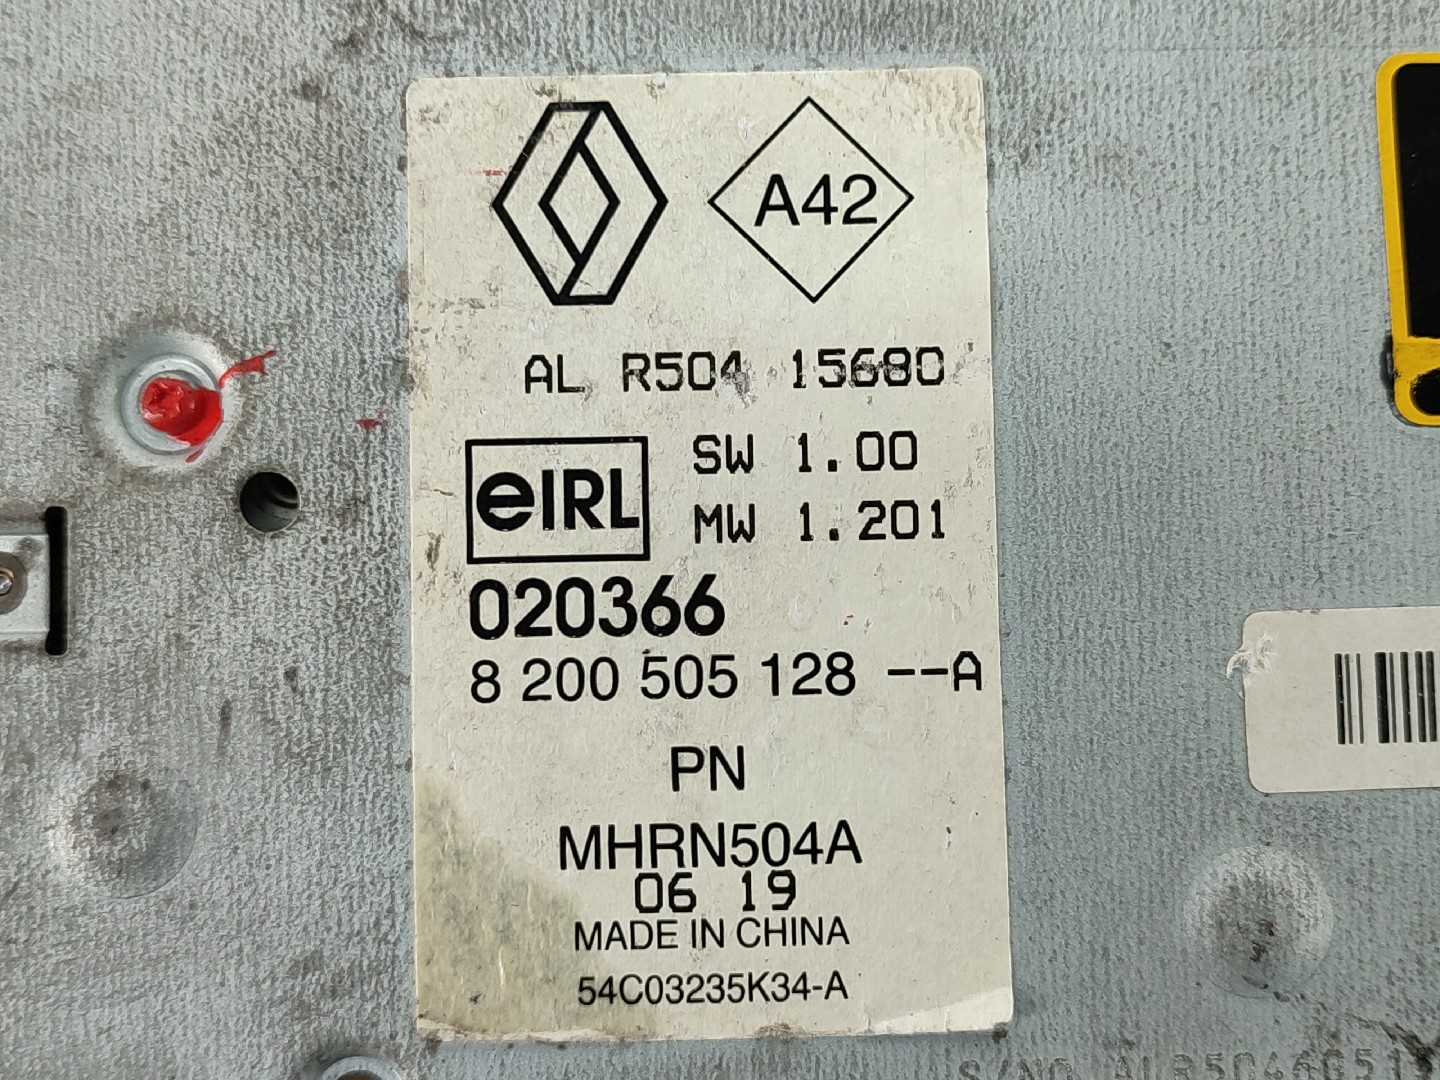 A42
AL R504 15680
eIRL
SW 1.00
MW 1.201
020366
8 200 505 128 --A
PN
MHRN504A
06 19
MADE IN CHINA
54C03235K34-A
S/NO